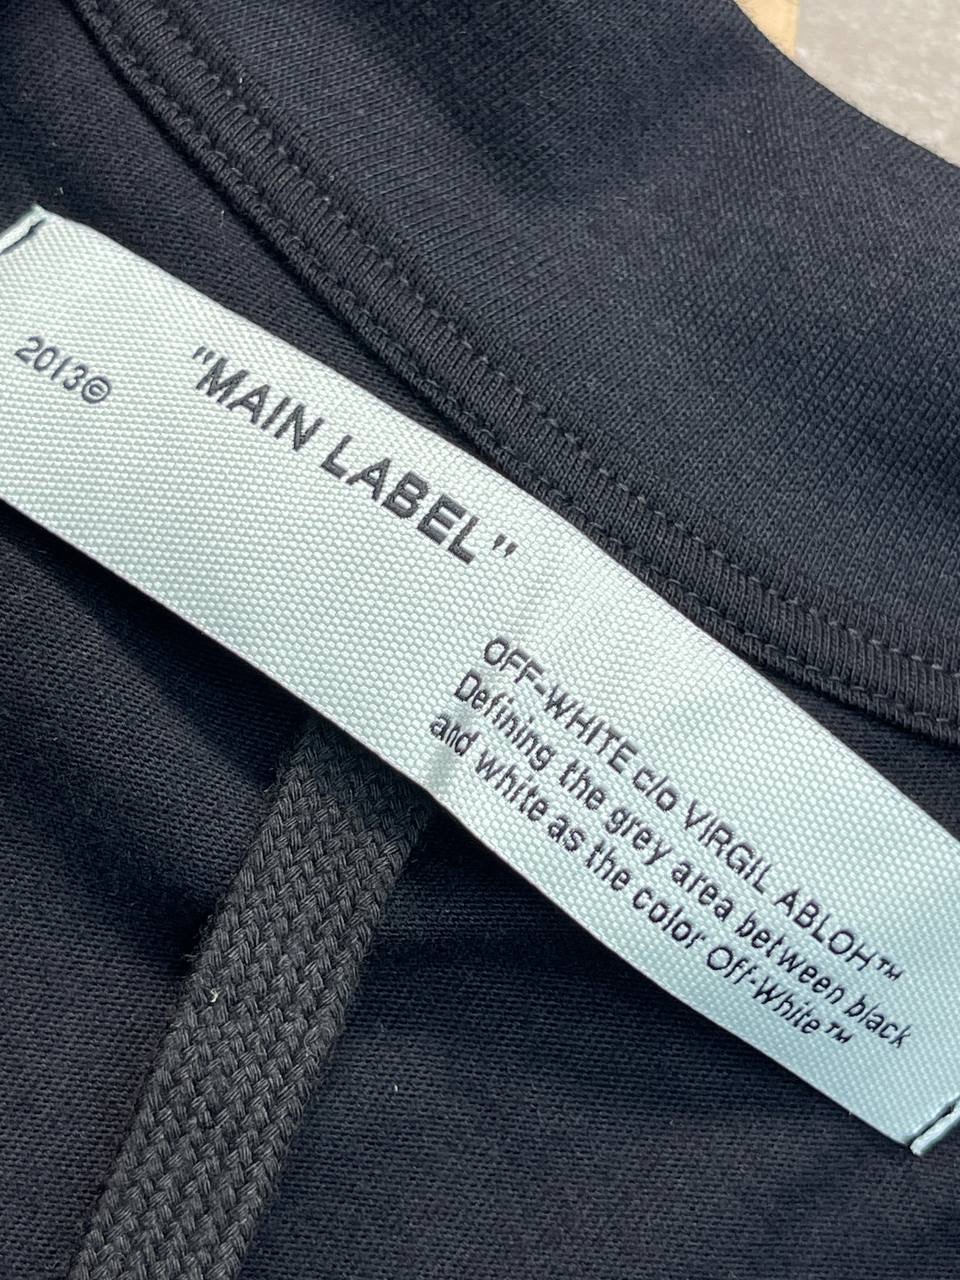 2013©
"MAIN LABEL"
OFF-WHITE c/o VIRGIL ABLOH™
Defining the grey area between black
and white as the color Off-White™